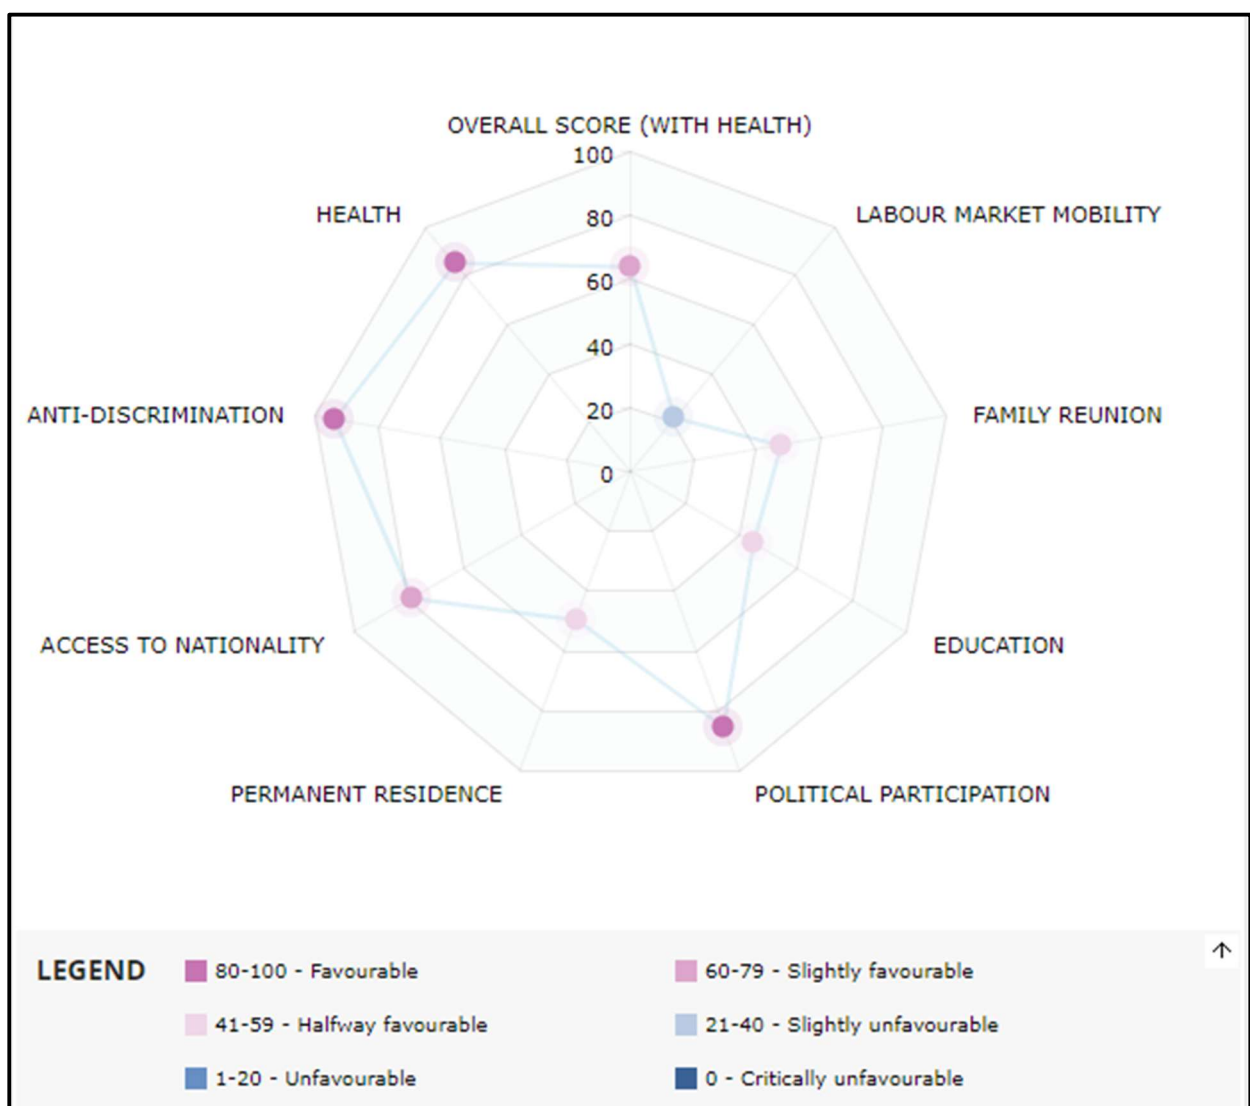 OVERALL SCORE (WITH HEALTH)
100
HEALTH
LABOUR MARKET MOBILITY
80
60
40
ANTI-DISCRIMINATION
20
FAMILY REUNION
0
ACCESS TO NATIONALITY
EDUCATION
PERMANENT RESIDENCE
POLITICAL PARTICIPATION
LEGEND
80-100 - Favourable
60-79 - Slightly favourable
41-59 - Halfway favourable
21-40 - Slightly unfavourable
1-20 - Unfavourable
0 - Critically unfavourable